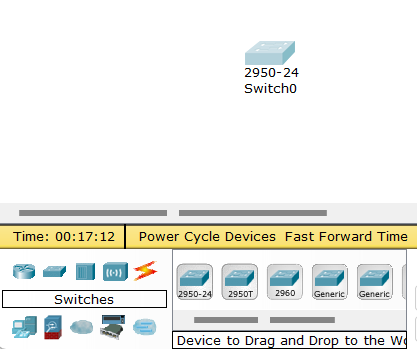 2950-24
Switch0
Time: 00:17:12 Power Cycle Devices Fast Forward Time
Switches
2950-24 2950T 2960 Generic Generic
Device to Drag and Drop to the Wo